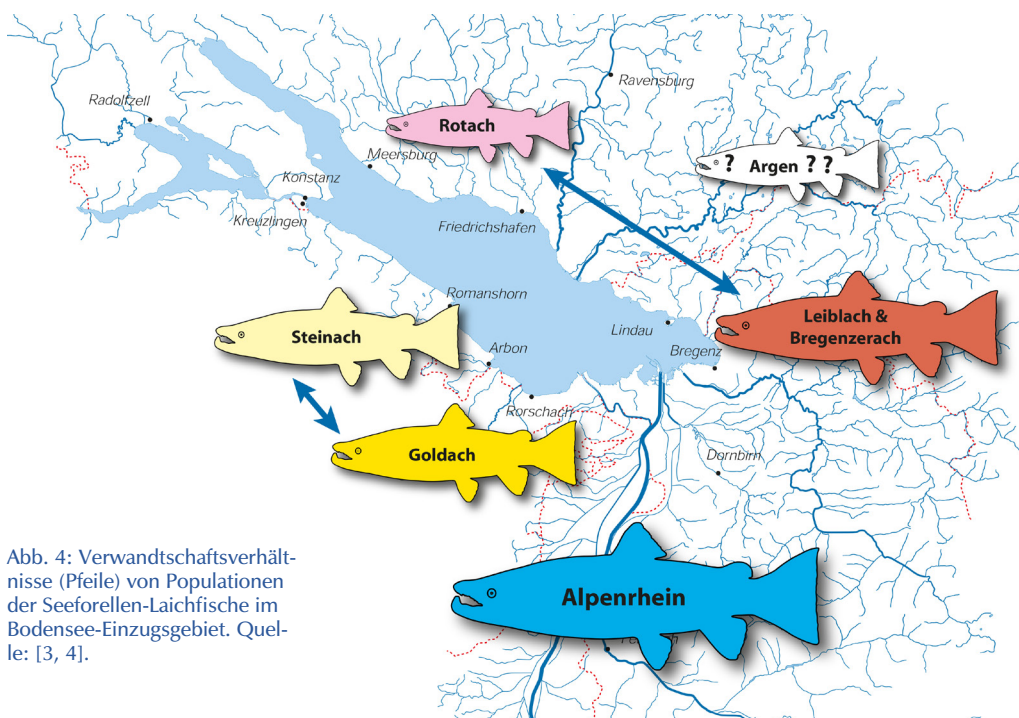 Ravensburg
Radolfzell
Rotach
Meersburg
? Argen ? ?
Konstanz
Kreuzlingen
Friedrichshafen
Romanshorn
Leiblach &
Bregenzerach
Steinach
Lindau
Arbon
Bregenz
Rorschach
Goldach
Dornbirn
Abb. 4: Verwandtschaftsverhält-
nisse (Pfeile) von Populationen
der Seeforellen-Laichfische im
Bodensee-Einzugsgebiet. Quel-
le: [3, 4].
Alpenrhein